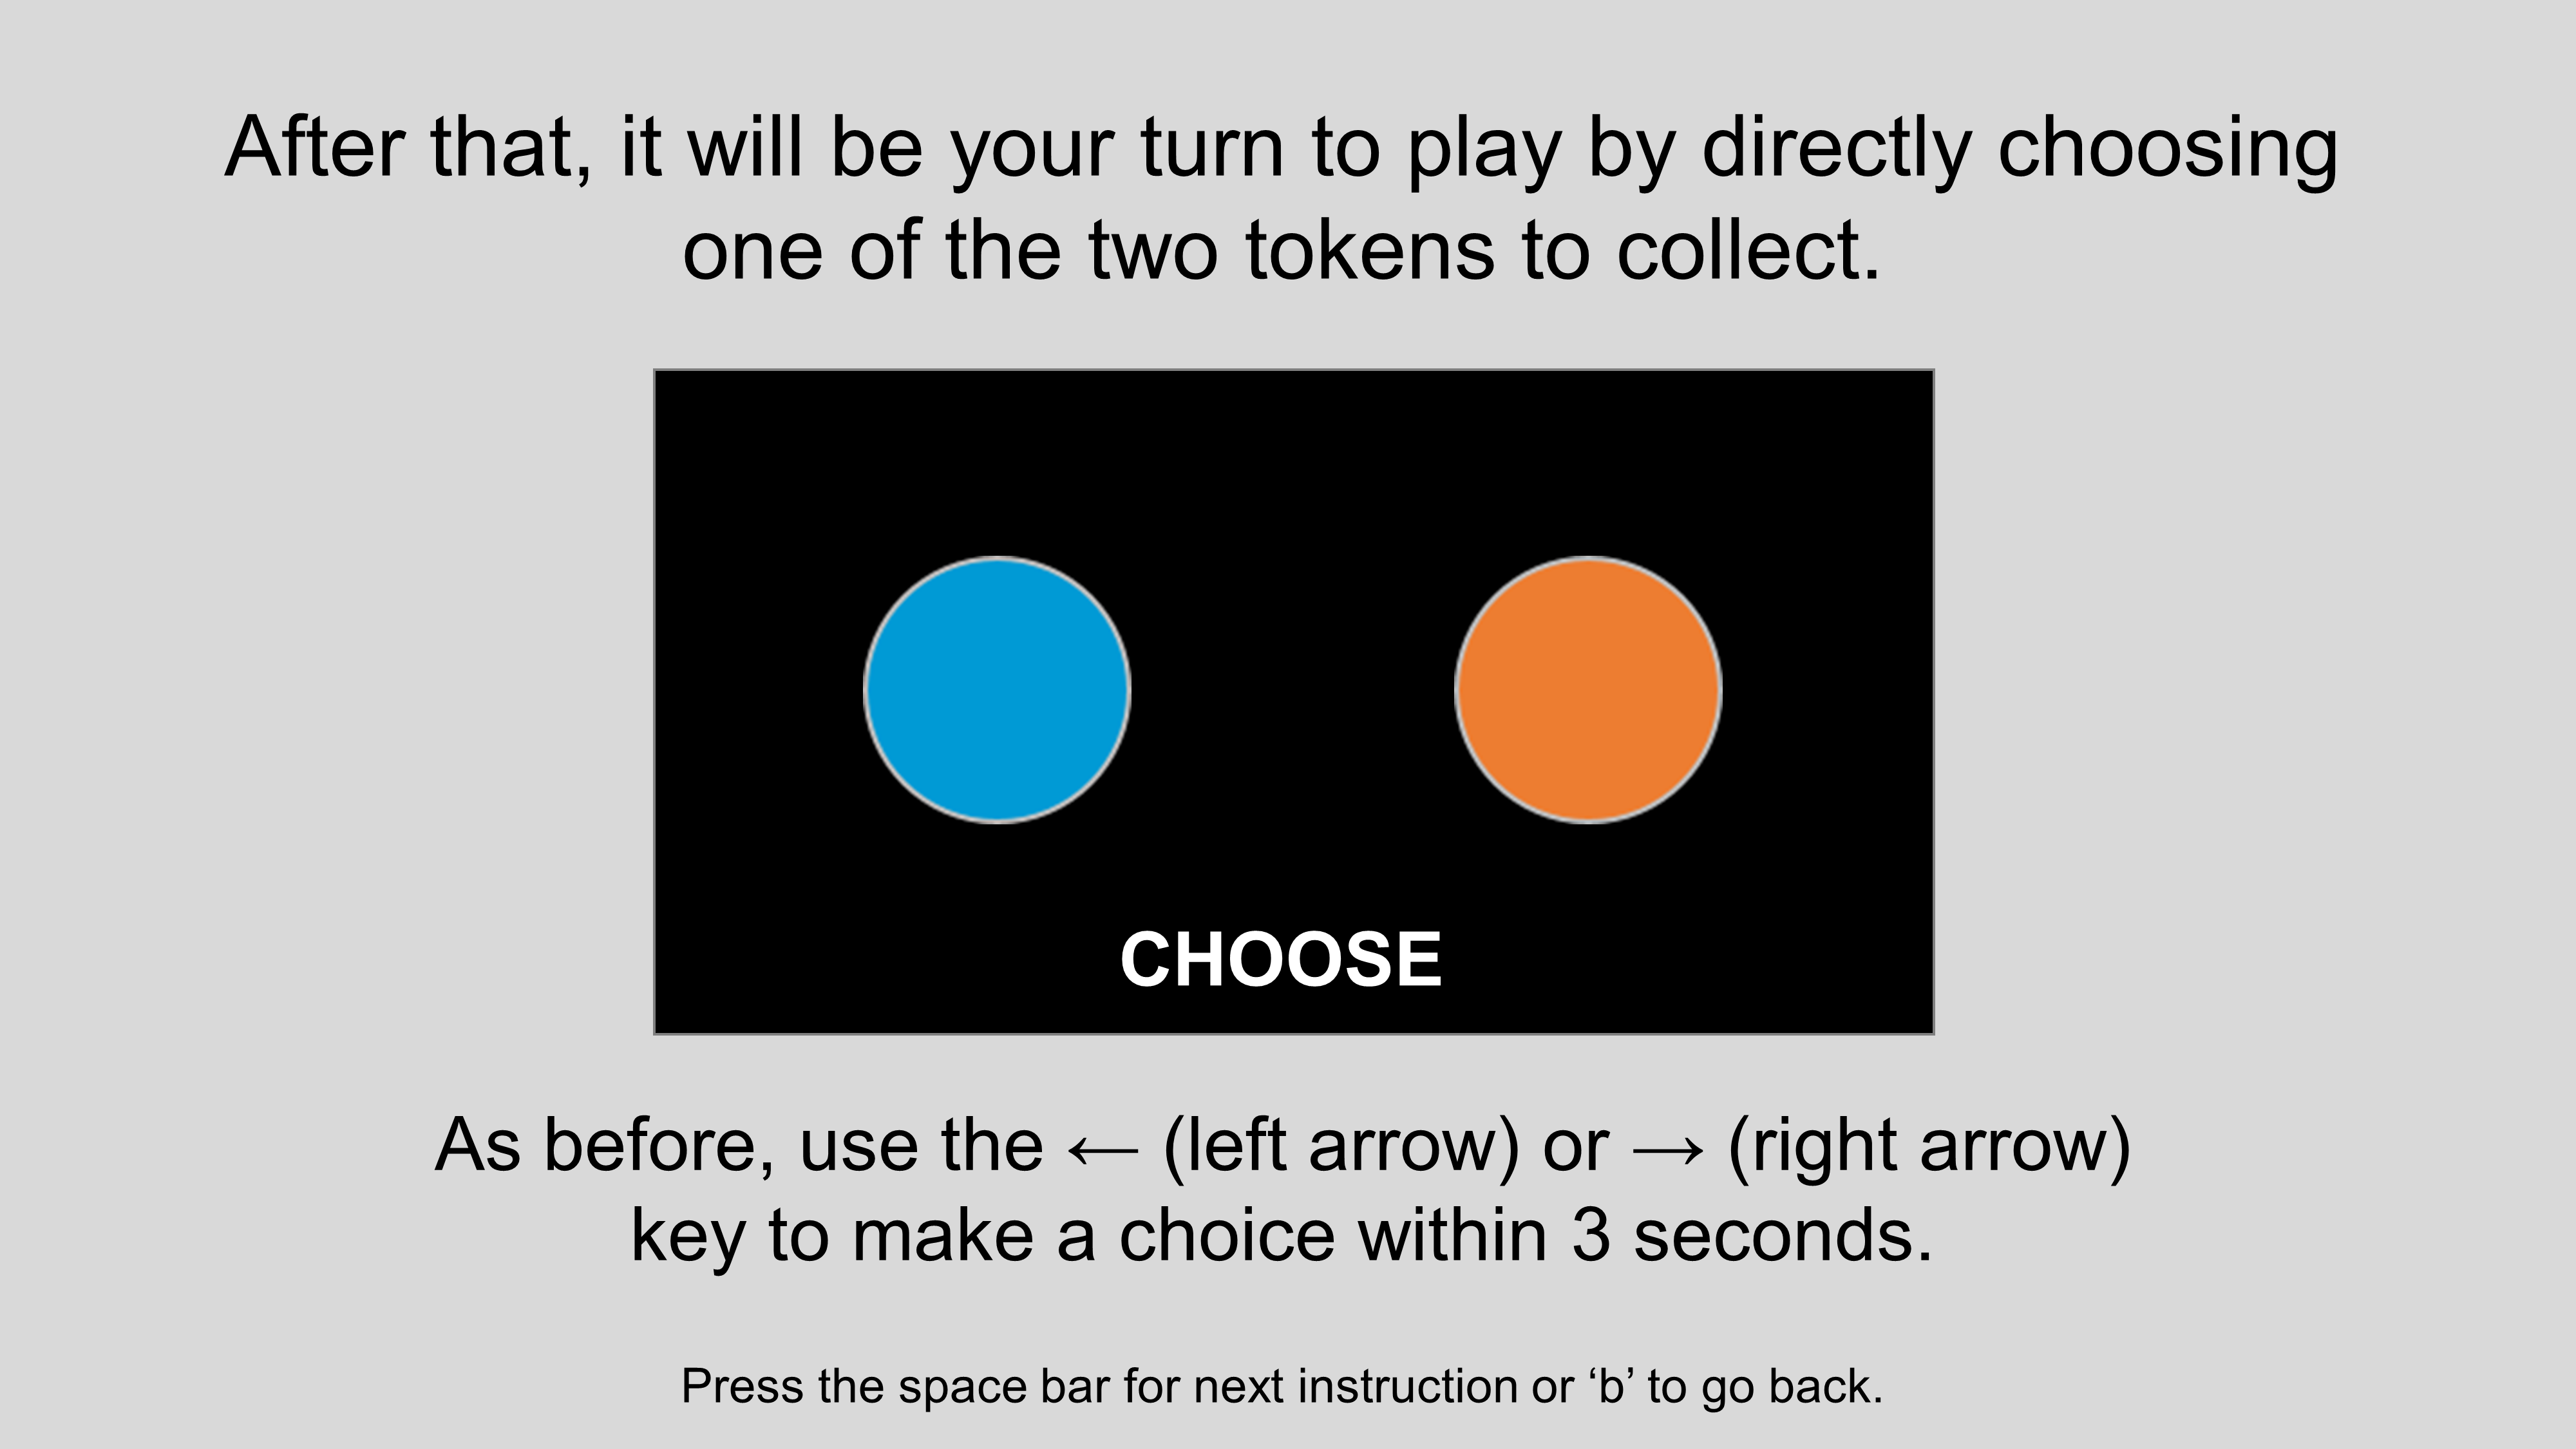 After that, it will be your turn to play by directly choosing
one of the two tokens to collect.
CHOOSE
As before, use the ← (left arrow) or → (right arrow)
key to make a choice within 3 seconds.
Press the space bar for next instruction or ‘b’ to go back.